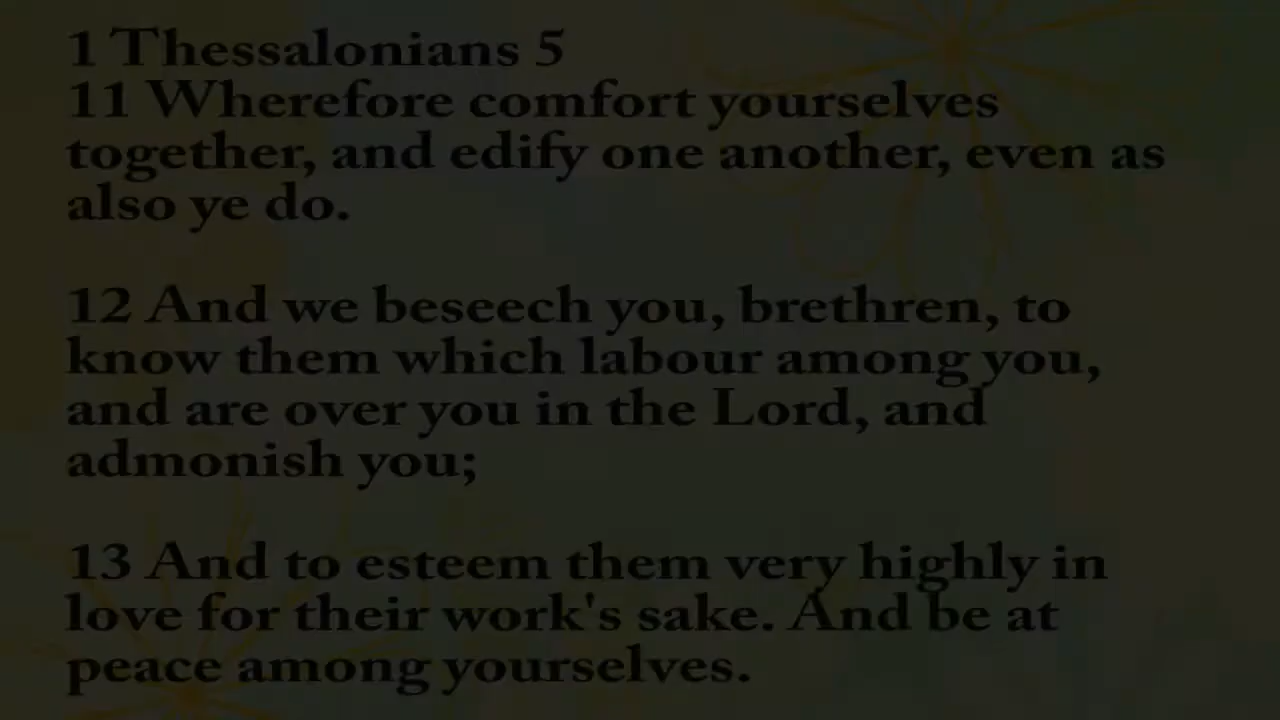 1 Thessalonians 5
11 Wherefore comfort yourselves
together, and edify one another, even as
also ye do.
12 And we beseech you, brethren, to
know them which labour among you,
and are over you in the Lord, and
admonish you;
13 And to esteem them very highly in
love for their work's sake. And be at
peace among yourselves.